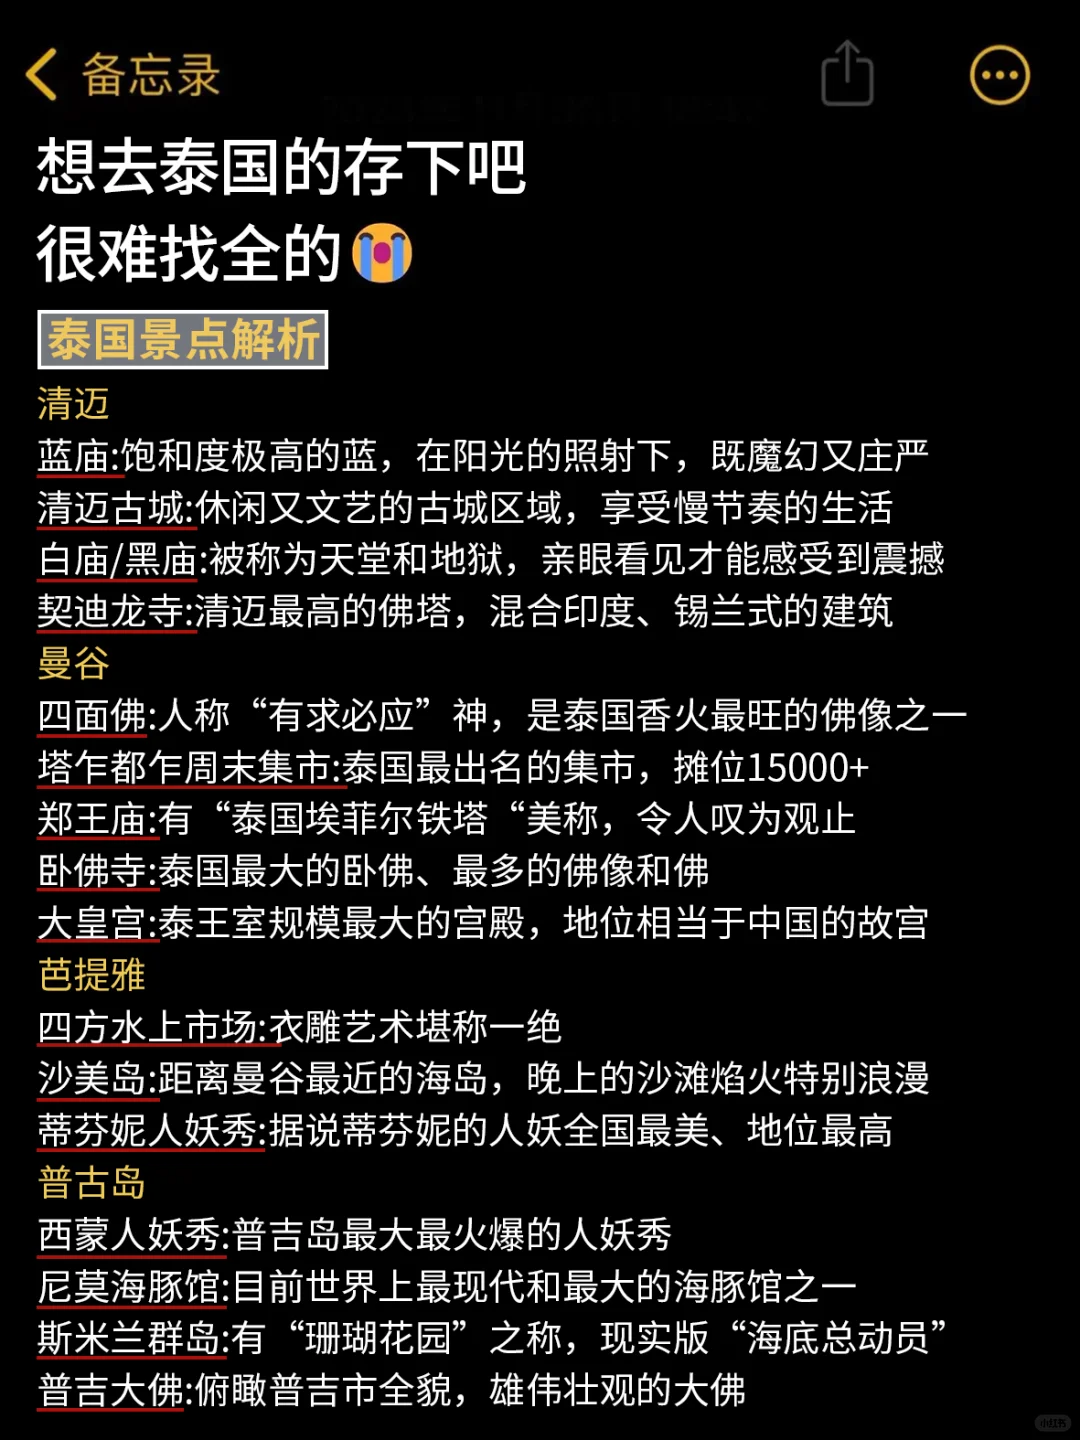 备忘录
想去泰国的存下吧
很难找全的😭
泰国景点解析
清迈
蓝庙:饱和度极高的蓝，在阳光的照射下，既魔幻又庄严
清迈古城:休闲又文艺的古城区域，享受慢节奏的生活
白庙/黑庙:被称为天堂和地狱，亲眼看见才能感受到震撼
契迪龙寺:清迈最高的佛塔，混合印度、锡兰式的建筑
曼谷
四面佛:人称“有求必应”神，是泰国香火最旺的佛像之一
塔乍都乍周末集市:泰国最出名的集市，摊位15000+
郑王庙:有“泰国埃菲尔铁塔“美称，令人叹为观止
卧佛寺:泰国最大的卧佛、最多的佛像和佛
大皇宫:泰王室规模最大的宫殿，地位相当于中国的故宫
芭提雅
四方水上市场:衣雕艺术堪称一绝
沙美岛:距离曼谷最近的海岛，晚上的沙滩焰火特别浪漫
蒂芬妮人妖秀:据说蒂芬妮的人妖全国最美、地位最高
普古岛
西蒙人妖秀:普吉岛最大最火爆的人妖秀
尼莫海豚馆:目前世界上最现代和最大的海豚馆之一
斯米兰群岛:有“珊瑚花园”之称，现实版“海底总动员”
普吉大佛:俯瞰普吉市全貌，雄伟壮观的大佛
小红书